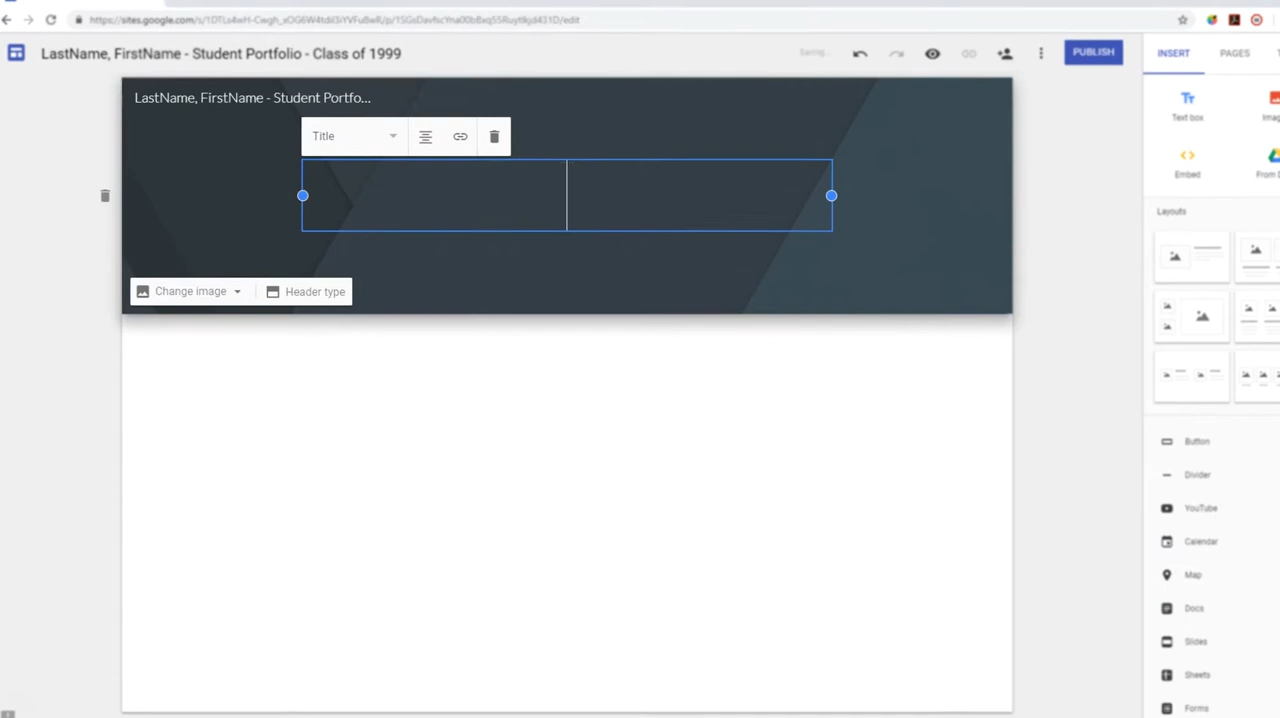 LastName, FirstName - Student Portfolio - Class of 1999
Saving...
PUBLISH
INSERT
PAGES
LastName, FirstName - Student Portfo...
Title
Change image
Header type
Text box
Embed
Layouts
Button
Divider
YouTube
Calendar
Map
Docs
Slides
Sheets
Forms